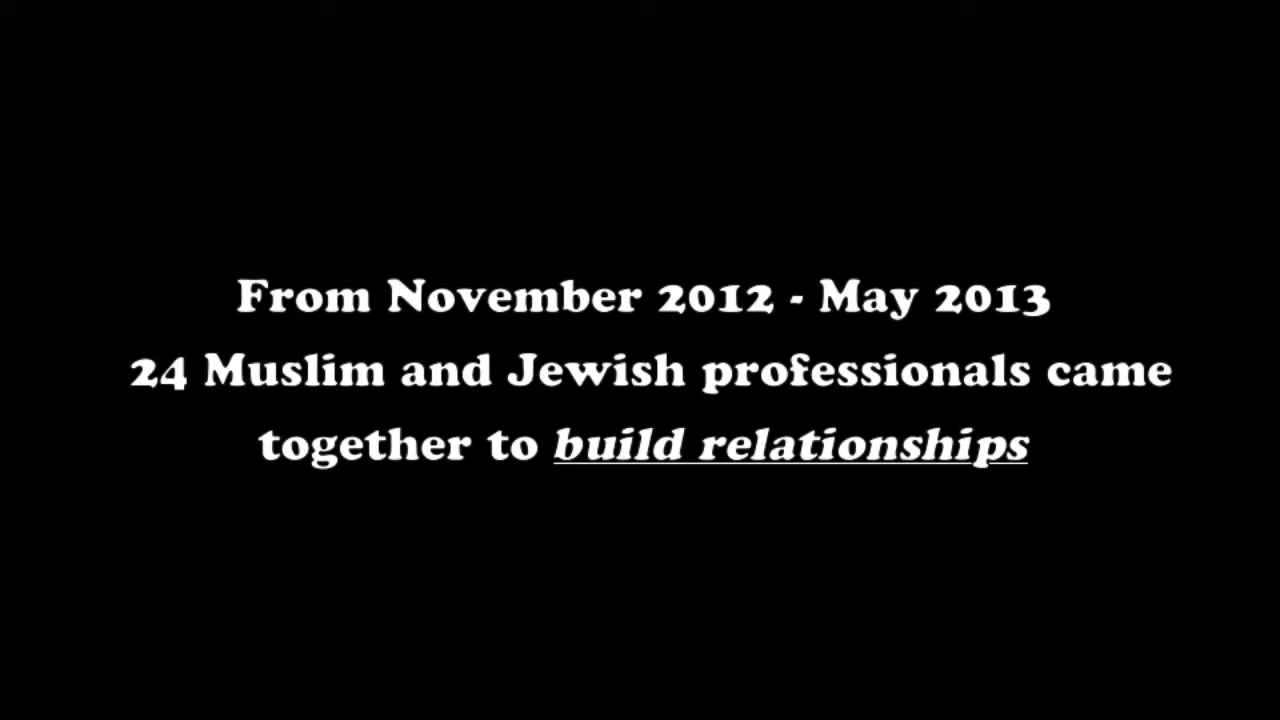 From November 2012 - May 2013
24 Muslim and Jewish professionals came
together to build relationships